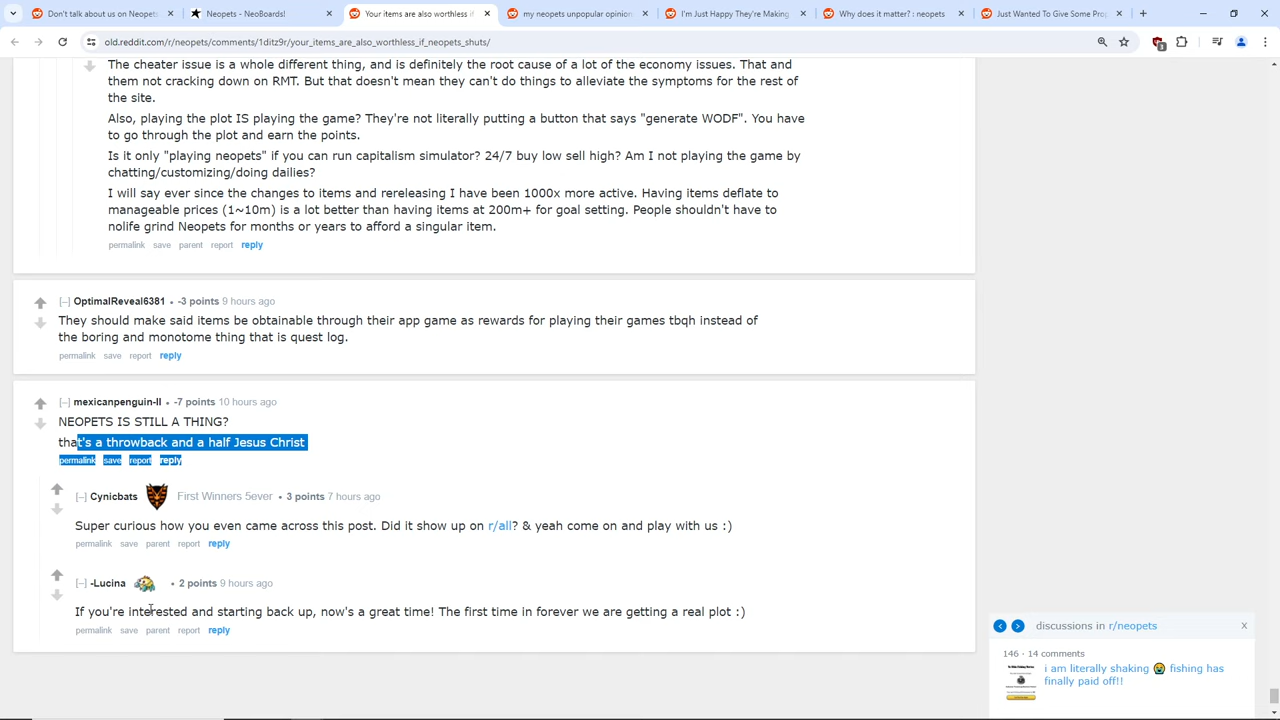 Don't talk about us on Neopets
Neopets - NeoBoards!
Your items are also worthless if
my neopets unpopular opinion
I'm Just Happy They're Making
Why does it matter? : neopets
Just Wanted To Give Some Pro
old.reddit.com/r/neopets/comments/1ditz9r/your_items_are_also_worthless_if_neopets_shuts/
3
The cheater issue is a whole different thing, and is definitely the root cause of a lot of the economy issues. That and
them not cracking down on RMT. But that doesn't mean they can't do things to alleviate the symptoms for the rest of
the site.
Also, playing the plot IS playing the game? They're not literally putting a button that says "generate WODF". You have
to go through the plot and earn the points.
Is it only "playing neopets" if you can run capitalism simulator? 24/7 buy low sell high? Am I not playing the game by
chatting/customizing/doing dailies?
I will say ever since the changes to items and rereleasing I have been 1000x more active. Having items deflate to
manageable prices (1~10m) is a lot better than having items at 200m+ for goal setting. People shouldn't have to
nolife grind Neopets for months or years to afford a singular item.
permalink save parent report reply
[–] OptimalReveal6381 • -3 points 9 hours ago
They should make said items be obtainable through their app game as rewards for playing their games tbqh instead of
the boring and monotome thing that is quest log.
permalink save report reply
[–] mexicanpenguin-II • -7 points 10 hours ago
NEOPETS IS STILL A THING?
that's a throwback and a half Jesus Christ
permalink save report reply
[–] Cynicbats First Winners 5ever • 3 points 7 hours ago
Super curious how you even came across this post. Did it show up on r/all? & yeah come on and play with us :)
permalink save parent report reply
[–] -Lucina • 2 points 9 hours ago
If you're interested and starting back up, now's a great time! The first time in forever we are getting a real plot :)
permalink save parent report reply
discussions in r/neopets X
146 · 14 comments
i am literally shaking 😭 fishing has
finally paid off!!